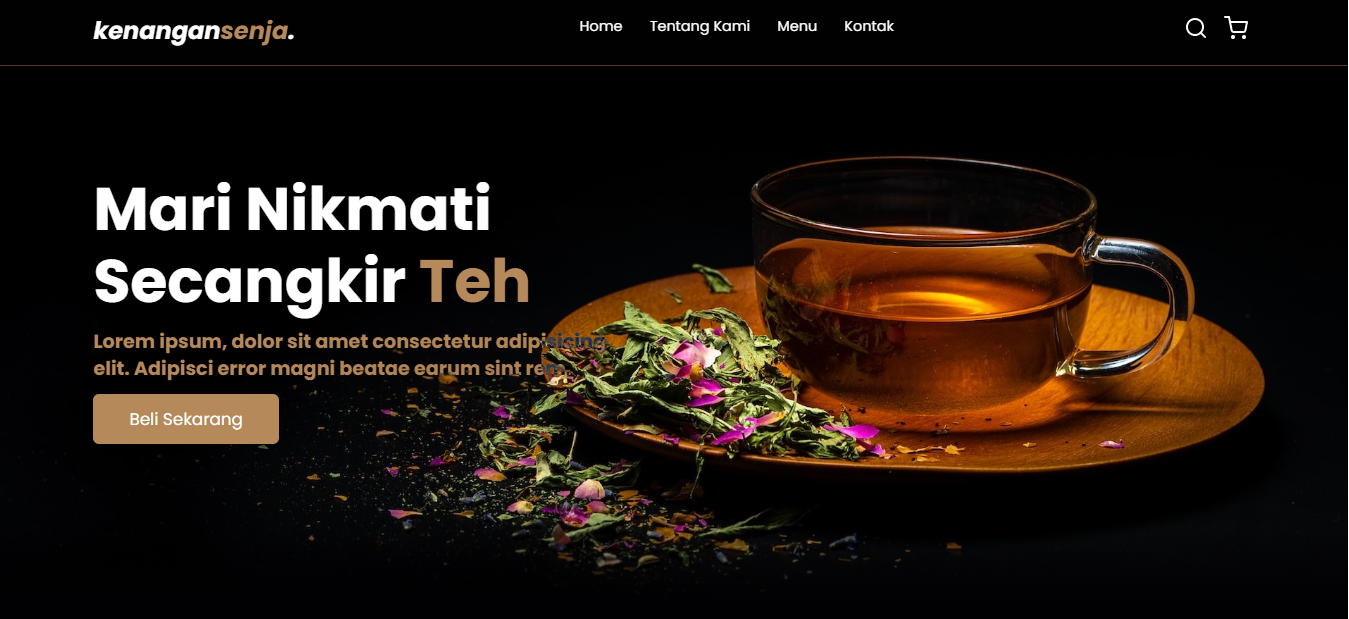 kenangansenja.
Home Tentang Kami Menu Kontak
Mari Nikmati
Secangkir Teh
Lorem ipsum, dolor sit amet consectetur adipisicing
elit. Adipisci error magni beatae earum sint rem.
Beli Sekarang